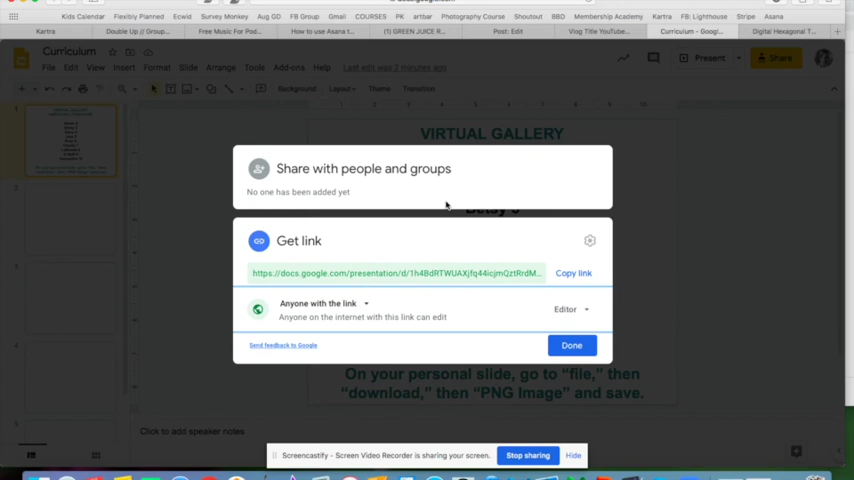 Kids Calendar Flexibly Planned Ecwid Survey Monkey Aug GD FB Group Gmail COURSES PK artbar Photography Course Shoutout BBD Membership Academy Kartra FB: Lighthouse Stripe Asana
Kartra Double Up // Group... Free Music For Pod... How to use Asana t... (1) GREEN JUICE R... Post: Edit Vlog Title YouTube... Curriculum - Googl... Digital Hexagonal T...
Curriculum
File Edit View Insert Format Slide Arrange Tools Add-ons Help Last edit was 2 minutes ago
Present Share
Background Layout Theme Transition
VIRTUAL GALLERY
Share with people and groups
No one has been added yet
Betsy 3
Get link
https://docs.google.com/presentation/d/1h4BdRTWUAXjfq44icjmQztRrdM... Copy link
Anyone with the link
Anyone on the internet with this link can edit
Editor
Send feedback to Google
Done
On your personal slide, go to “file,” then
“download,” then “PNG Image” and save.
Click to add speaker notes
Screencastify - Screen Video Recorder is sharing your screen. Stop sharing Hide